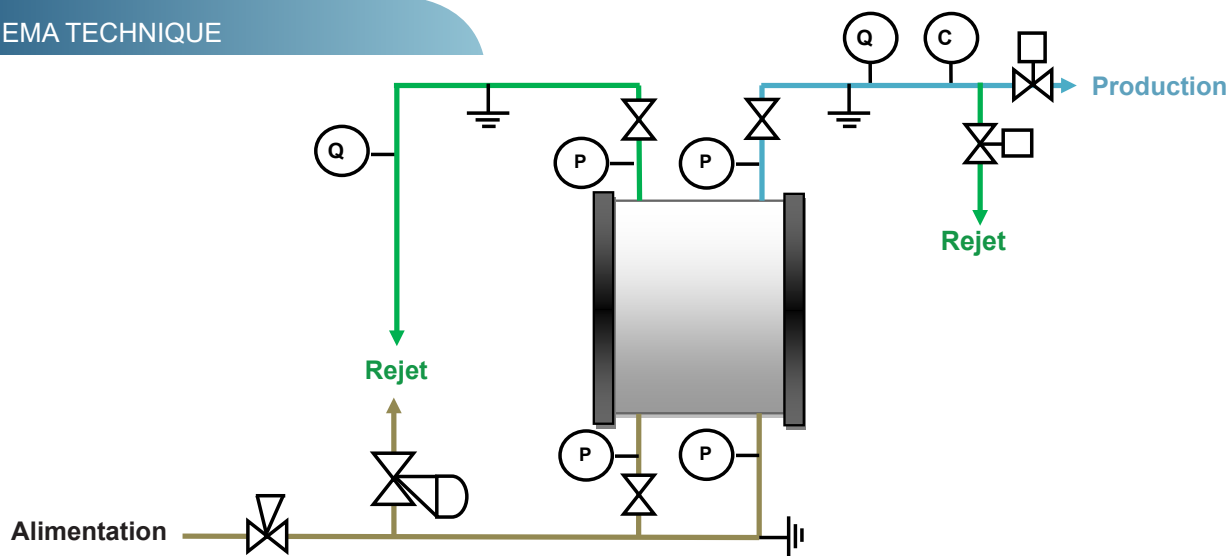 EMA TECHNIQUE
Q
C
Production
Q
P
P
Rejet
Rejet
P
P
Alimentation